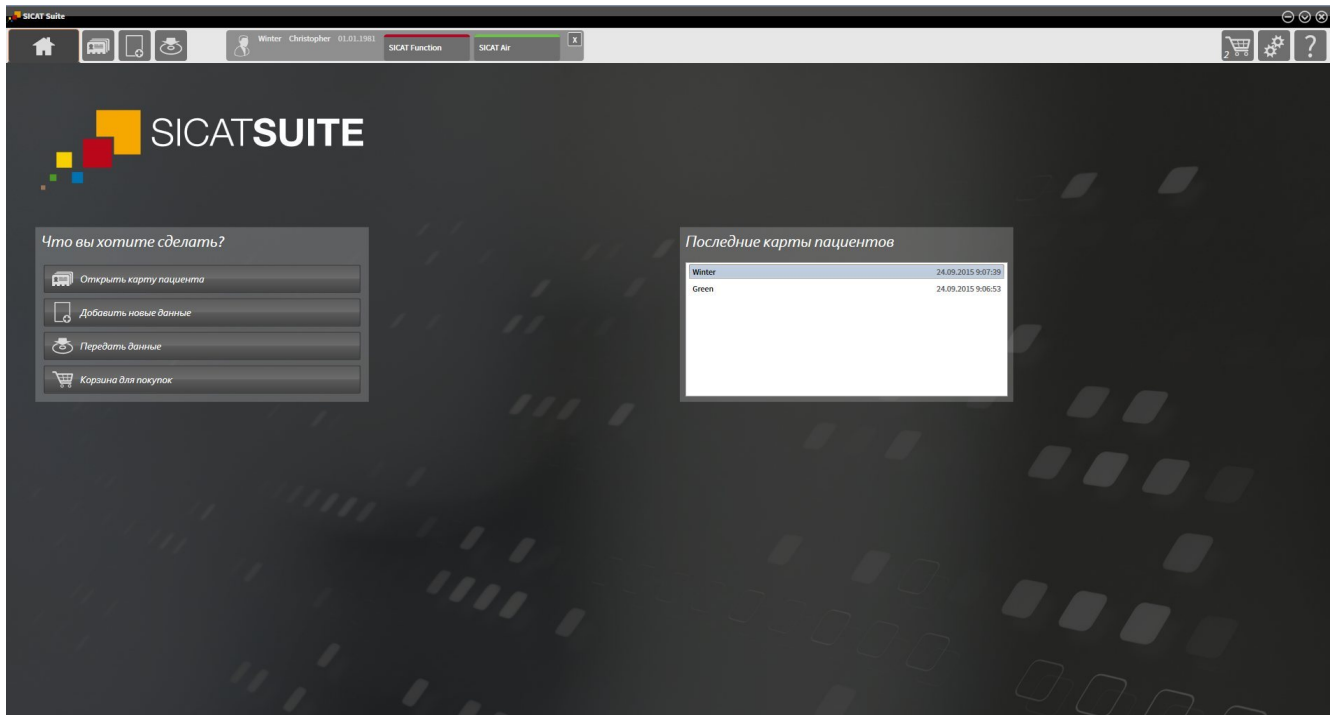 SICAT Suite
Winter Christopher 01.01.1981
SICAT Function
SICAT Air
X
2
?
SICATSUITE
Что вы хотите сделать?
Открыть карту пациента
Добавить новые данные
Передать данные
Корзина для покупок
Последние карты пациентов
Winter 24.09.2015 9:07:39
Green 24.09.2015 9:06:53